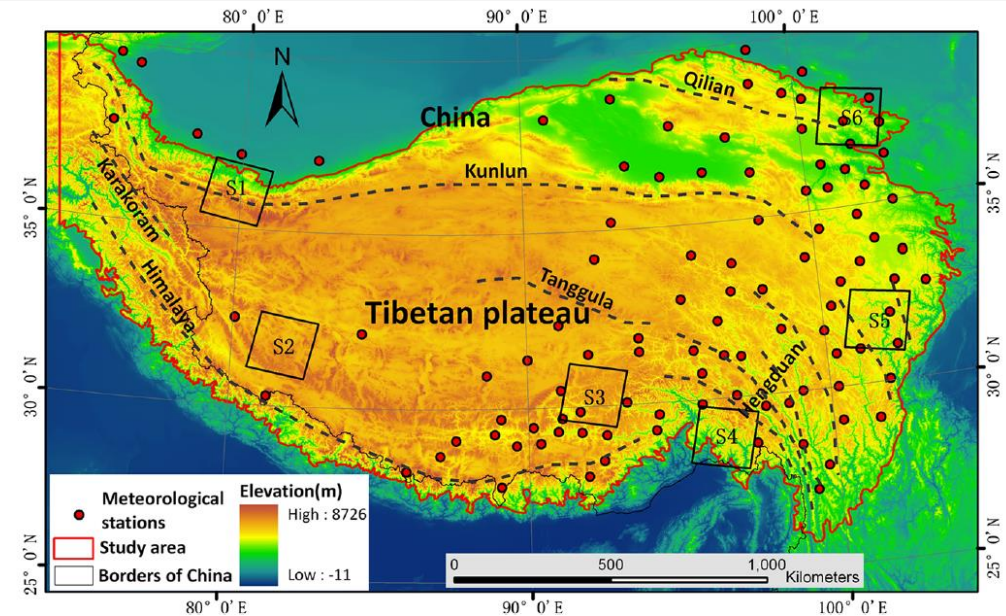 80° 0' E
90° 0' E
100° 0' E
N
Qilian
China
S6
Kunlun
S1
Karakoram
35° 0' N
35° 0' N
Himalaya
Tanggula
Tibetan plateau
S5
S2
Hengduan
S3
S4
30° 0' N
30° 0' N
Meteorological
stations
Study area
Borders of China
Elevation(m)
High : 8726
Low : -11
0 500 1,000
Kilometers
25° 0' N
25° 0' N
80° 0' E
90° 0' E
100° 0' E